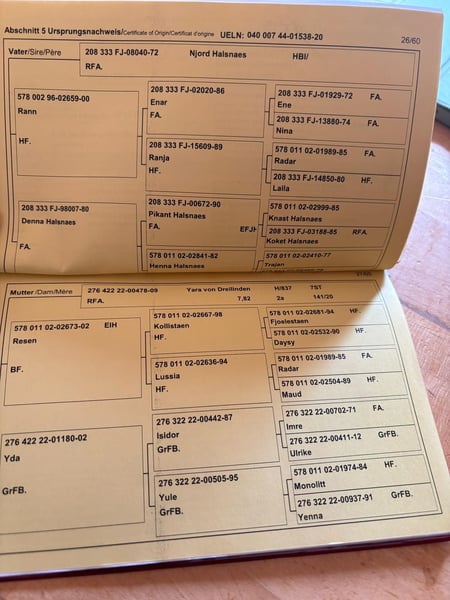 Abschnitt 5 Ursprungsnachweis/Certificate of Origin/Certificat d'origine UELN: 040 007 44-01538-20
26/60
Vater/Sire/Père
208 333 FJ-08040-72 Njord Halsnaes HBI/
RFA.
578 002 96-02659-00
Rann
HF.
208 333 FJ-02020-86
Enar
FA.
208 333 FJ-01929-72 FA.
Ene
208 333 FJ-13880-74 FA.
Nina
208 333 FJ-15609-89
Ranja
HF.
578 011 02-01989-85 FA.
Radar
208 333 FJ-14850-80 HF.
Laila
208 333 FJ-98007-80
Denna Halsnaes
FA.
208 333 FJ-00672-90
Pikant Halsnaes
FA. EFJH
578 011 02-02999-85
Knast Halsnaes
208 333 FJ-03188-85 RFA.
Koket Halsnaes
578 011 02-02841-82
Henna Halsnaes
578 011 02-02410-77
Trajan
Mutter/Dam/Mère
276 422 22-00478-09 Yara von Dreilinden H/837 7ST
RFA. 7,82 2a 141/20
578 011 02-02673-02 EIH
Resen
BF.
578 011 02-02667-98
Kollistaen
HF.
578 011 02-02681-94 HF.
Fjoslestaen
578 011 02-02532-90 HF.
Daysy
578 011 02-02636-94
Lussia
HF.
578 011 02-01989-85 FA.
Radar
578 011 02-02504-89 HF.
Maud
276 422 22-01180-02
Yda
GrFB.
276 322 22-00442-87
Isidor
GrFB.
276 322 22-00702-71 FA.
Imre
276 322 22-00411-12 GrFB.
Ulrike
276 322 22-00505-95
Yule
GrFB.
578 011 02-01974-84 HF.
Monolitt
276 322 22-00937-91 GrFB.
Yenna